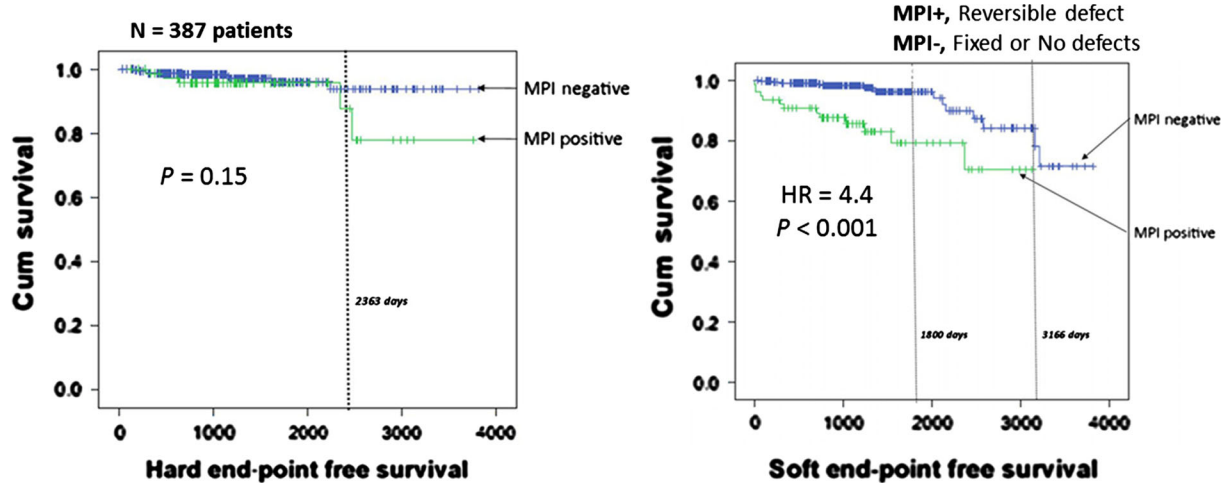 N = 387 patients
1.0
0.8
0.6
0.4
0.2
0.0
Cum survival
P = 0.15
MPI negative
MPI positive
2363 days
0
1000
2000
3000
4000
Hard end-point free survival
MPI+, Reversible defect
MPI-, Fixed or No defects
1.0
0.8
0.6
0.4
0.2
0.0
Cum survival
HR = 4.4
P < 0.001
MPI negative
MPI positive
1800 days
3166 days
0
1000
2000
3000
4000
Soft end-point free survival